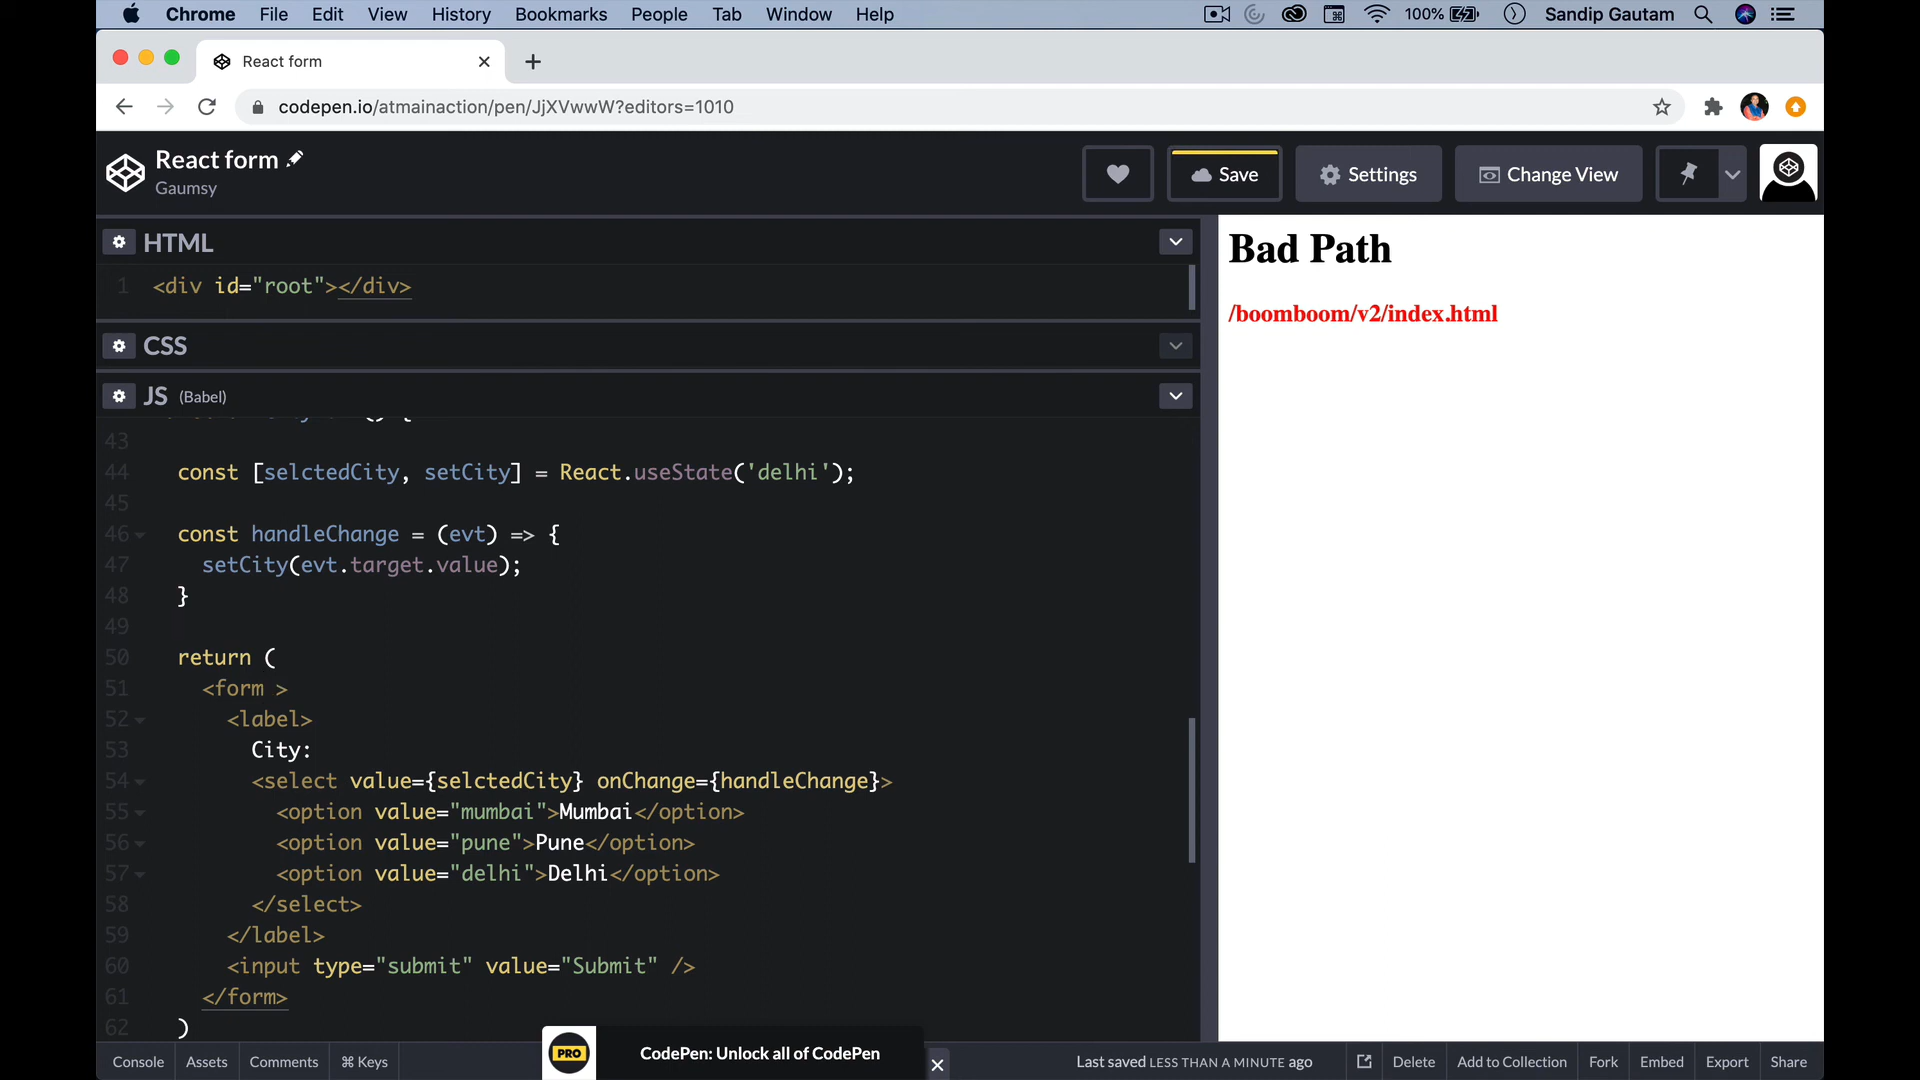 Chrome File Edit View History Bookmarks People Tab Window Help 100% Sandip Gautam
React form
codepen.io/atmainaction/pen/JjXVwwW?editors=1010
React form
Gaumsy
Save Settings Change View
HTML
1 <div id="root"></div>
CSS
JS (Babel)
43
44 const [selctedCity, setCity] = React.useState('delhi');
45
46 const handleChange = (evt) => {
47 setCity(evt.target.value);
48 }
49
50 return (
51 <form >
52 <label>
53 City:
54 <select value={selctedCity} onChange={handleChange}>
55 <option value="mumbai">Mumbai</option>
56 <option value="pune">Pune</option>
57 <option value="delhi">Delhi</option>
58 </select>
59 </label>
60 <input type="submit" value="Submit" />
61 </form>
62 )
Bad Path
/boomboom/v2/index.html
Console Assets Comments ⌘ Keys
PRO CodePen: Unlock all of CodePen
Last saved LESS THAN A MINUTE ago Delete Add to Collection Fork Embed Export Share